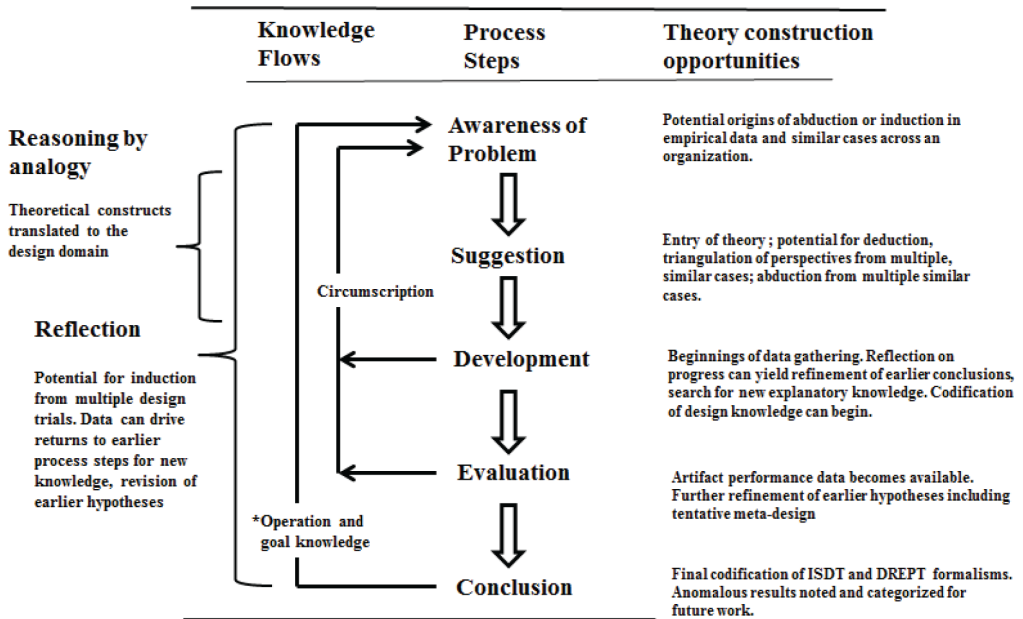 Knowledge
Flows
Process
Steps
Theory construction
opportunities
Reasoning by
analogy
Theoretical constructs
translated to the
design domain
Reflection
Potential for induction
from multiple design
trials. Data can drive
returns to earlier
process steps for new
knowledge, revision of
earlier hypotheses
Circumscription
*Operation and
goal knowledge
Awareness of
Problem
Potential origins of abduction or induction in
empirical data and similar cases across an
organization.
Suggestion
Entry of theory ; potential for deduction,
triangulation of perspectives from multiple,
similar cases; abduction from multiple similar
cases.
Development
Beginnings of data gathering. Reflection on
progress can yield refinement of earlier conclusions,
search for new explanatory knowledge. Codification
of design knowledge can begin.
Evaluation
Artifact performance data becomes available.
Further refinement of earlier hypotheses including
tentative meta-design
Conclusion
Final codification of ISDT and DREPT formalisms.
Anomalous results noted and categorized for
future work.